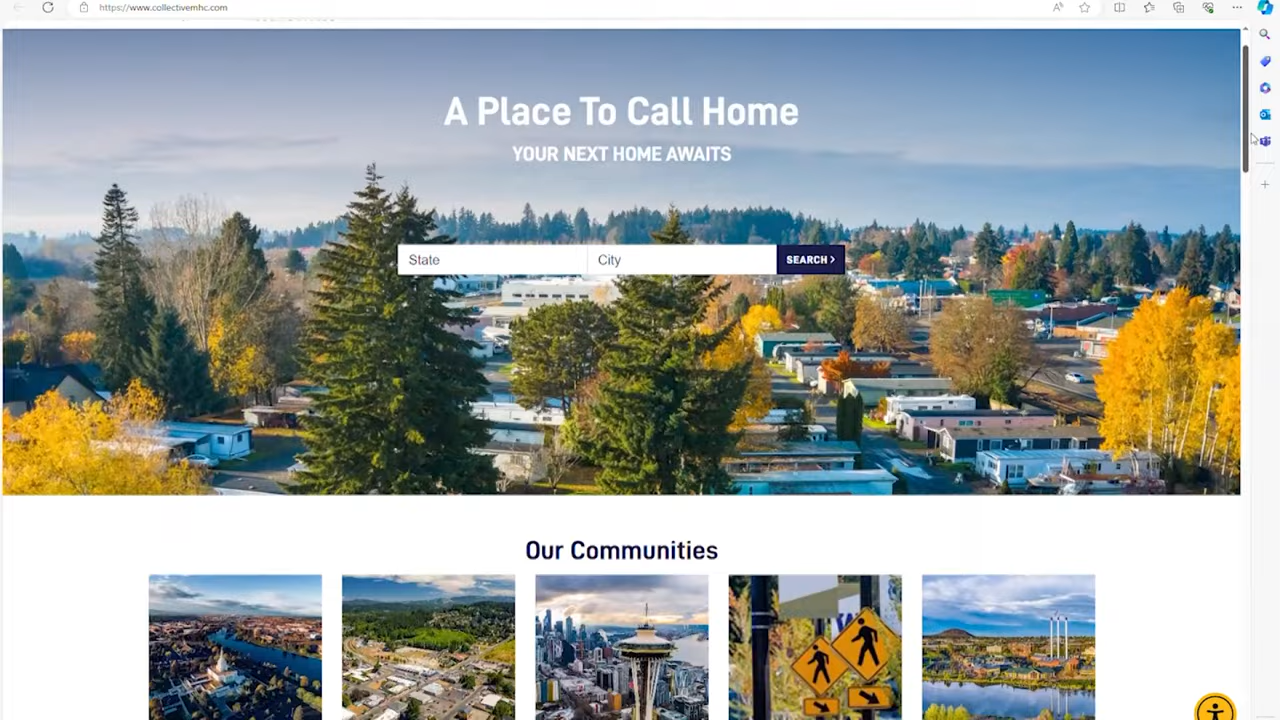 https://www.collectivemhc.com
A Place To Call Home
YOUR NEXT HOME AWAITS
State
City
SEARCH ›
Our Communities